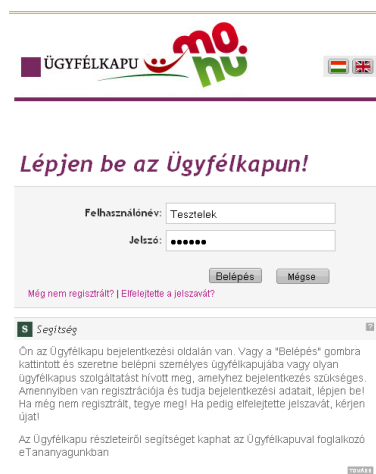 ÜGYFÉLKAPU mo.hu
Lépjen be az Ügyfélkapun!
Felhasználónév: Tesztelek
Jelszó: ●●●●●●
Belépés Mégse
Még nem regisztrált? | Elfelejtette a jelszavát?
S Segítség ?
Ön az Ügyfélkapu bejelentkezési oldalán van. Vagy a "Belépés" gombra
kattintott és szeretne belépni személyes ügyfélkapujába vagy olyan
ügyfélkapus szolgáltatást hívott meg, amelyhez bejelentkezés szükséges.
Amennyiben van regisztrációja és tudja bejelentkezési adatait, lépjen be!
Ha még nem regisztrált, tegye meg! Ha pedig elfelejtette jelszavát, kérjen
újat!
Az Ügyfélkapu részleteiről segítséget kaphat az Ügyfélkapuval foglalkozó
eTananyagunkban
TOVÁBB